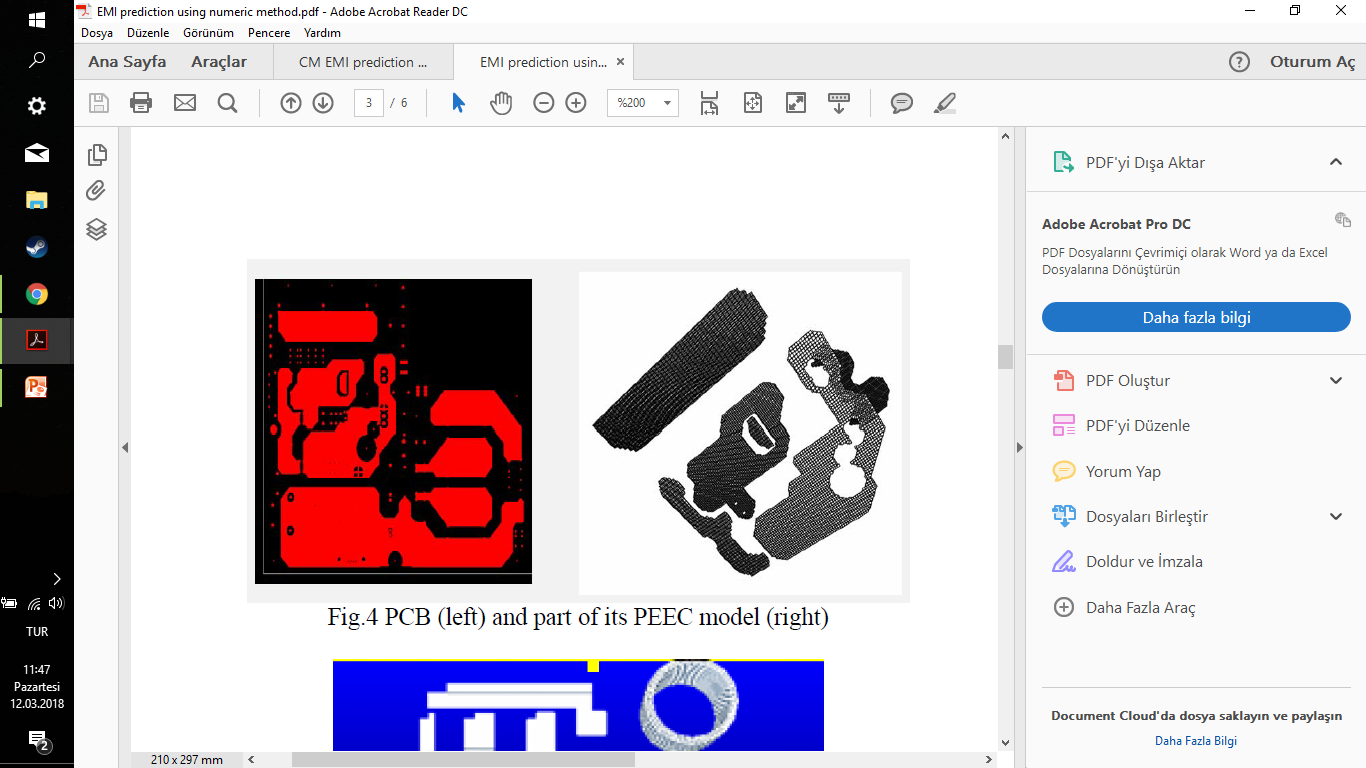 EMI prediction using numeric method.pdf - Adobe Acrobat Reader DC
Dosya Düzenle Görünüm Pencere Yardım
Ana Sayfa Araçlar CM EMI prediction ... EMI prediction usin... × ? Oturum Aç
3 / 6 %200
PDF'yi Dışa Aktar
Adobe Acrobat Pro DC
PDF Dosyalarını Çevrimiçi olarak Word ya da Excel
Dosyalarına Dönüştürün
Daha fazla bilgi
PDF Oluştur
PDF'yi Düzenle
Yorum Yap
Dosyaları Birleştir
Doldur ve İmzala
Daha Fazla Araç
Fig.4 PCB (left) and part of its PEEC model (right)
Document Cloud'da dosya saklayın ve paylaşın
Daha Fazla Bilgi
210 x 297 mm
TUR
11:47
Pazartesi
12.03.2018
2